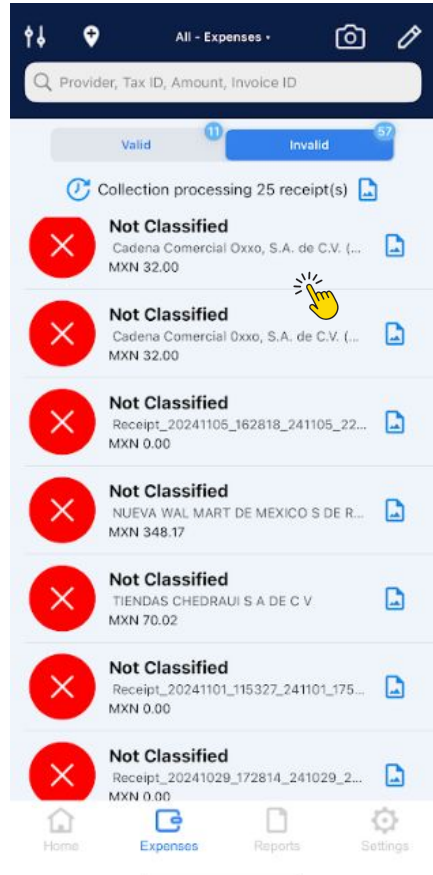 All - Expenses
Provider, Tax ID, Amount, Invoice ID
Valid 11 Invalid 57
Collection processing 25 receipt(s)
Not Classified
Cadena Comercial Oxxo, S.A. de C.V. (...
MXN 32.00
Not Classified
Cadena Comercial Oxxo, S.A. de C.V. (...
MXN 32.00
Not Classified
Receipt_20241105_162818_241105_22...
MXN 0.00
Not Classified
NUEVA WAL MART DE MEXICO S DE R...
MXN 348.17
Not Classified
TIENDAS CHEDRAUI S A DE C V
MXN 70.02
Not Classified
Receipt_20241101_115327_241101_175...
MXN 0.00
Not Classified
Receipt_20241029_172814_241029_2...
MXN 0.00
Home Expenses Reports Settings